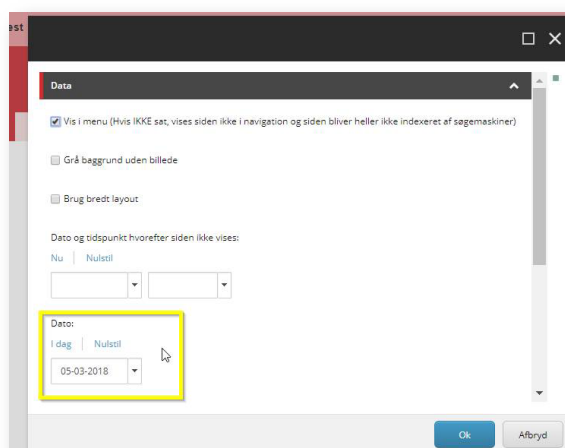 est
Data
Vis i menu (Hvis IKKE sat, vises siden ikke i navigation og siden bliver heller ikke indexeret af søgemaskiner)
Grå baggrund uden billede
Brug bredt layout
Dato og tidspunkt hvorefter siden ikke vises:
Nu | Nulstil
Dato:
I dag | Nulstil
05-03-2018
Ok Afbryd